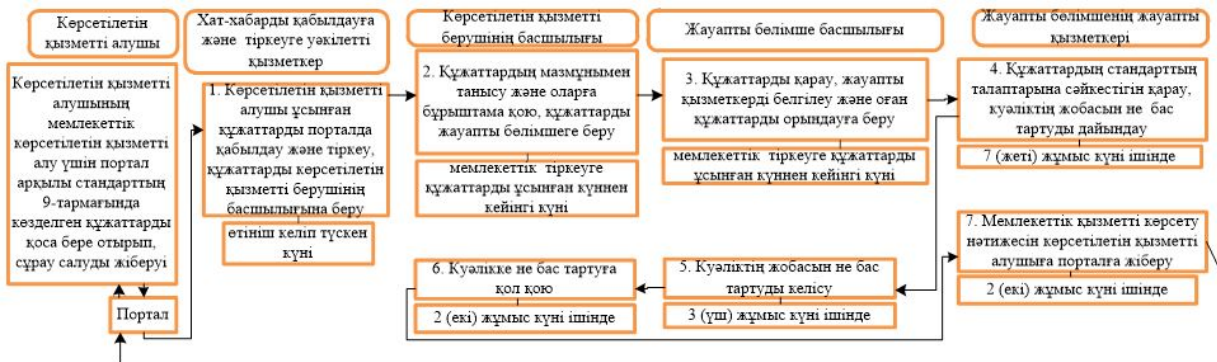 Көрсетілетін
қызметті алушы
Хат-хабарды қабылдауға
және тіркеуге уәкілетті
қызметкер
Көрсетілетін қызметті
берушінің басшылығы
Жауапты бөлімше басшылығы
Жауапты бөлімшенің жауапты
қызметкері
Көрсетілетін қызметті
алушының
мемлекеттік
көрсетілетін қызметті
алу үшін портал
арқылы стандарттың
9-тармағында
көзделген құжаттарды
қоса бере отырып,
сұрау салуды жіберуі
Портал
1. Көрсетілетін қызметті
алушы ұсынған
құжаттарды порталда
қабылдау және тіркеу,
құжаттарды көрсетілетін
қызметті берушінің
басшылығына беру
өтініш келіп түскен
күні
2. Құжаттардың мазмұнымен
танысу және оларға
бұрыштама қою, құжаттарды
жауапты бөлімшеге беру
мемлекеттік тіркеуге
құжаттарды ұсынған күннен
кейінгі күні
3. Құжаттарды қарау, жауапты
қызметкерді белгілеу және оған
құжаттарды орындауға беру
мемлекеттік тіркеуге құжаттарды
ұсынған күннен кейінгі күні
4. Құжаттардың стандарттың
талаптарына сәйкестігін қарау,
куәліктің жобасын не бас
тартуды дайындау
7 (жеті) жұмыс күні ішінде
5. Куәліктің жобасын не бас
тартуды келісу
3 (үш) жұмыс күні ішінде
6. Куәлікке не бас тартуға
қол қою
2 (екі) жұмыс күні ішінде
7. Мемлекеттік қызметті көрсету
нәтижесін көрсетілетін қызметті
алушыға порталға жіберу
2 (екі) жұмыс күні ішінде